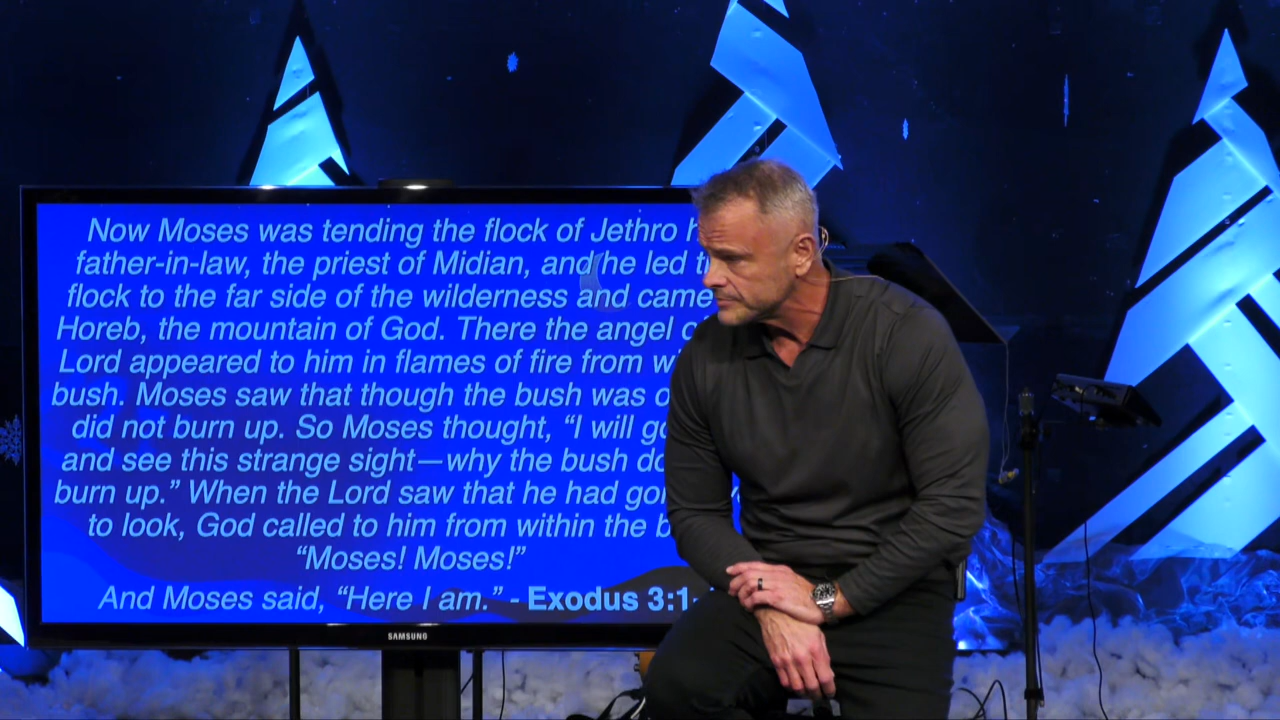 Now Moses was tending the flock of Jethro
father-in-law, the priest of Midian, and he led
flock to the far side of the wilderness and came
Horeb, the mountain of God. There the angel
Lord appeared to him in flames of fire from
bush. Moses saw that though the bush was
did not burn up. So Moses thought, “I will
and see this strange sight—why the bush
burn up.” When the Lord saw that he had
to look, God called to him from within the
“Moses! Moses!”
And Moses said, “Here I am.” - Exodus 3:1-
SAMSUNG